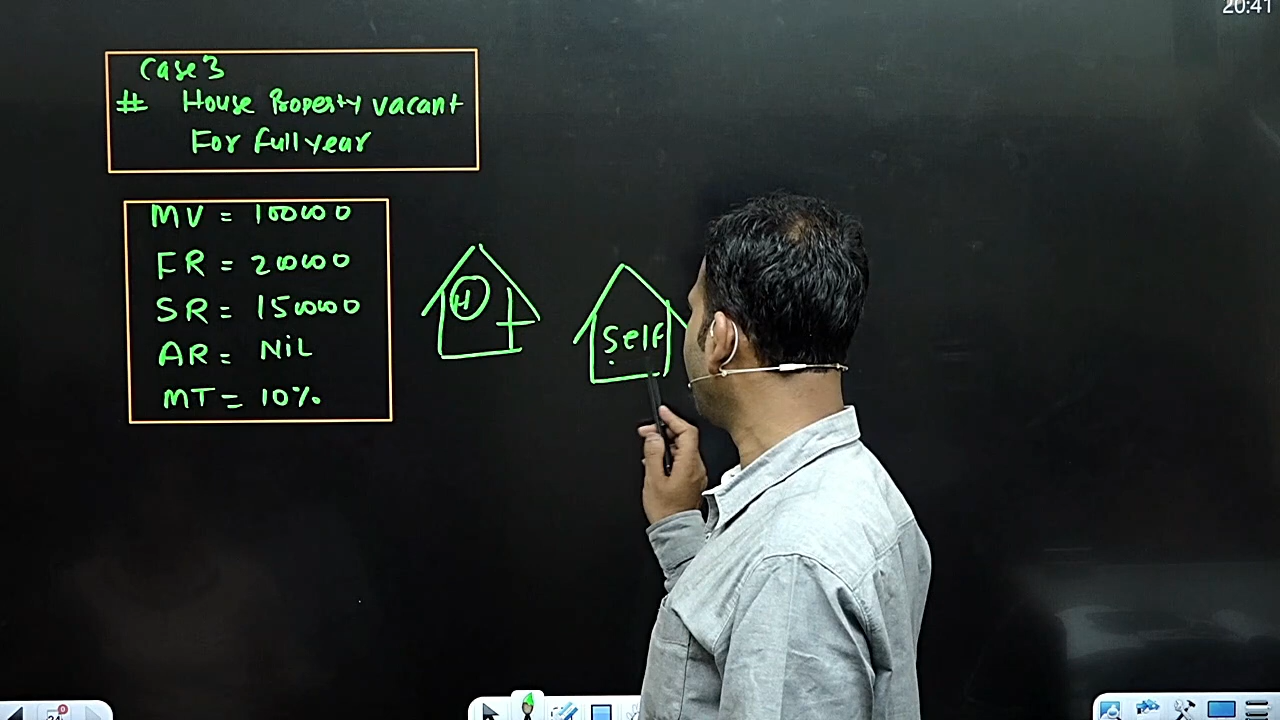 20:41
Case 3
# House Property vacant
For full year
MV = 100000
FR = 200000
SR = 150000
AR = NiL
MT = 10%
H
Self